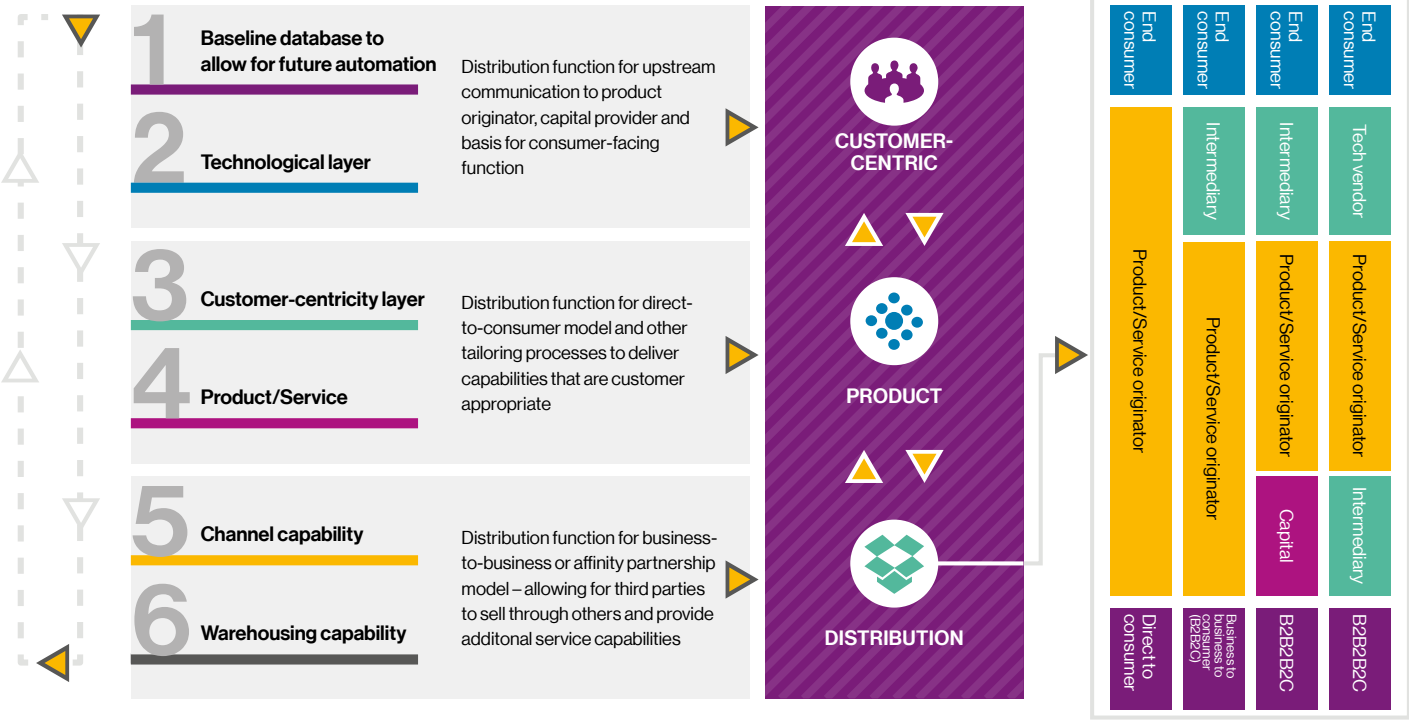 1
Baseline database to
allow for future automation
2
Technological layer
Distribution function for upstream
communication to product
originator, capital provider and
basis for consumer-facing
function
3
Customer-centricity layer
4
Product/Service
Distribution function for direct-
to-consumer model and other
tailoring processes to deliver
capabilities that are customer
appropriate
5
Channel capability
6
Warehousing capability
Distribution function for business-
to-business or affinity partnership
model – allowing for third parties
to sell through others and provide
additonal service capabilities
CUSTOMER-
CENTRIC
PRODUCT
DISTRIBUTION
End
consumer
Product/Service originator
Direct to
consumer
End
consumer
Intermediary
Product/Service originator
Business to
business to
consumer
(B2B2C)
End
consumer
Intermediary
Product/Service originator
Capital
B2B2B2C
End
consumer
Tech vendor
Product/Service originator
Intermediary
B2B2B2C